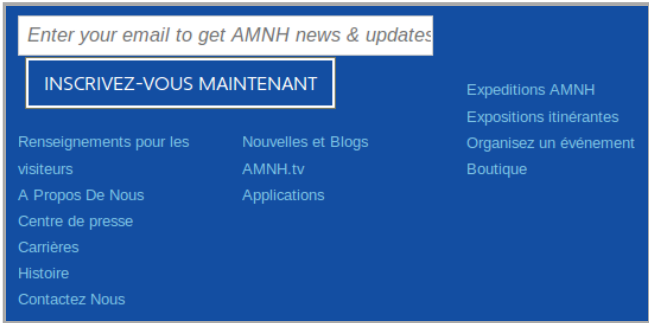 Enter your email to get AMNH news & updates
INSCRIVEZ-VOUS MAINTENANT
Renseignements pour les
visiteurs
A Propos De Nous
Centre de presse
Carrières
Histoire
Contactez Nous
Nouvelles et Blogs
AMNH.tv
Applications
Expeditions AMNH
Expositions itinérantes
Organisez un événement
Boutique